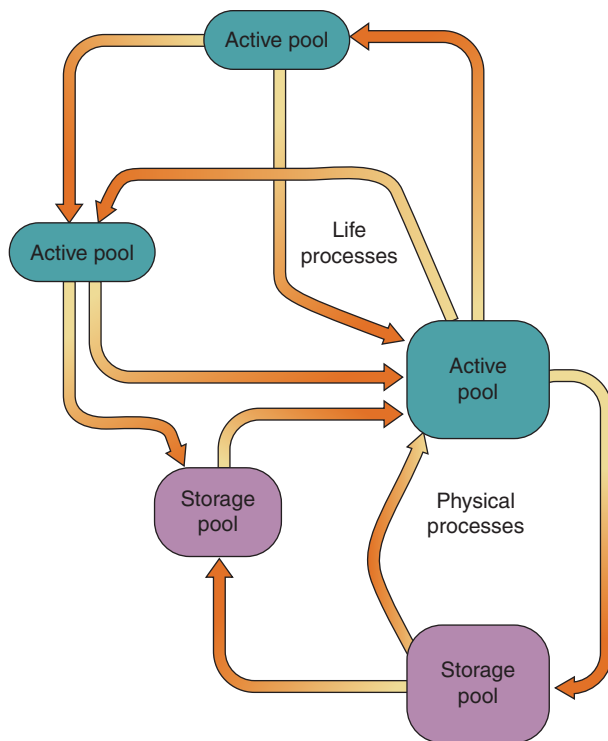 Active pool
Active pool
Life
processes
Active
pool
Storage
pool
Physical
processes
Storage
pool